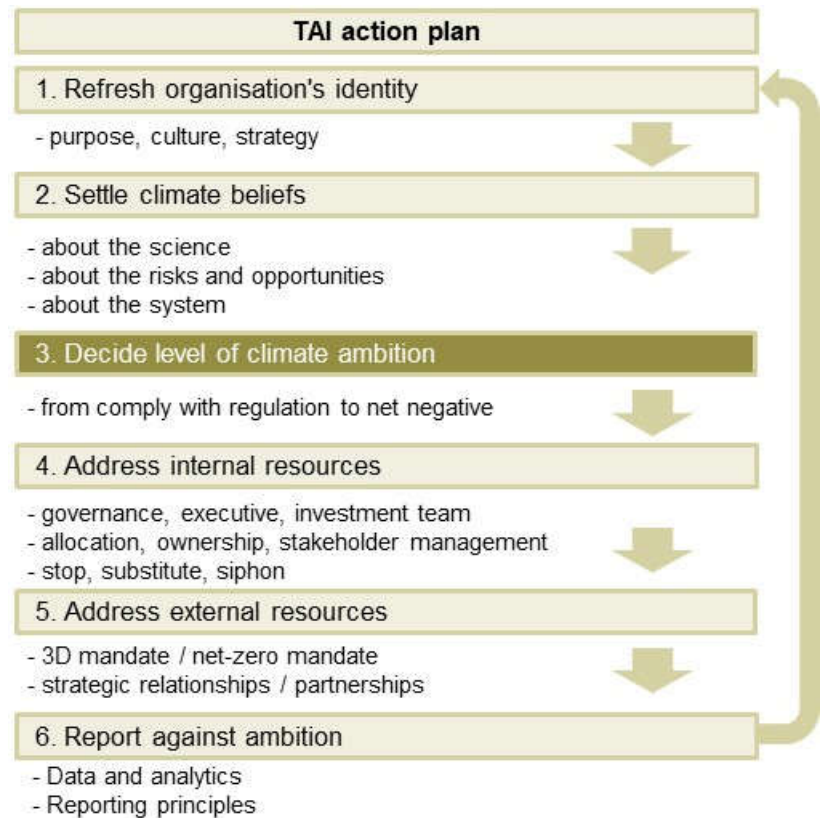 TAI action plan
1. Refresh organisation's identity
- purpose, culture, strategy
2. Settle climate beliefs
- about the science
- about the risks and opportunities
- about the system
3. Decide level of climate ambition
- from comply with regulation to net negative
4. Address internal resources
- governance, executive, investment team
- allocation, ownership, stakeholder management
- stop, substitute, siphon
5. Address external resources
- 3D mandate / net-zero mandate
- strategic relationships / partnerships
6. Report against ambition
- Data and analytics
- Reporting principles